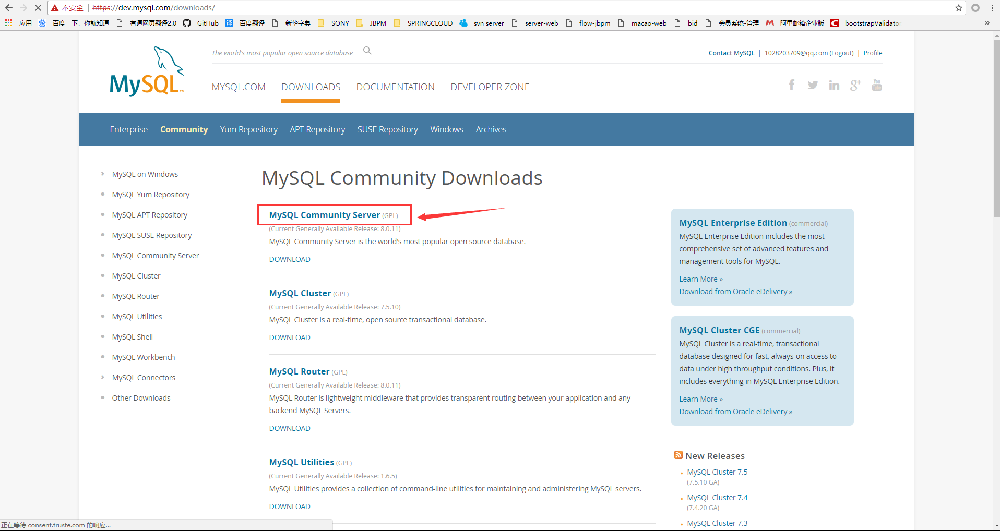 不安全 https://dev.mysql.com/downloads/
应用 百度一下，你就知道 有道网页翻译2.0 GitHub 译 百度翻译 新华字典 SONY JBPM SPRINGCLOUD svn server server-web flow-jbpm macao-web bid 会员系统-管理 阿里邮箱企业版 bootstrapValidator »
The world's most popular open source database
Contact MySQL | 1028203709@qq.com (Logout) | Profile
MySQL™
MYSQL.COM DOWNLOADS DOCUMENTATION DEVELOPER ZONE
Enterprise Community Yum Repository APT Repository SUSE Repository Windows Archives
MySQL on Windows
MySQL Yum Repository
MySQL APT Repository
MySQL SUSE Repository
MySQL Community Server
MySQL Cluster
MySQL Router
MySQL Utilities
MySQL Shell
MySQL Workbench
MySQL Connectors
Other Downloads
MySQL Community Downloads
MySQL Community Server (GPL)
(Current Generally Available Release: 8.0.11)
MySQL Community Server is the world's most popular open source database.
DOWNLOAD
MySQL Cluster (GPL)
(Current Generally Available Release: 7.5.10)
MySQL Cluster is a real-time, open source transactional database.
DOWNLOAD
MySQL Router (GPL)
(Current Generally Available Release: 8.0.11)
MySQL Router is lightweight middleware that provides transparent routing between your application and any
backend MySQL Servers.
DOWNLOAD
MySQL Utilities (GPL)
(Current Generally Available Release: 1.6.5)
MySQL Utilities provides a collection of command-line utilities for maintaining and administering MySQL servers.
DOWNLOAD
MySQL Enterprise Edition (commercial)
MySQL Enterprise Edition includes the most
comprehensive set of advanced features and
management tools for MySQL.
Learn More »
Download from Oracle eDelivery »
MySQL Cluster CGE (commercial)
MySQL Cluster is a real-time, transactional
database designed for fast, always-on access to
data under high throughput conditions. Plus, it
includes everything in MySQL Enterprise Edition.
Learn More »
Download from Oracle eDelivery »
New Releases
MySQL Cluster 7.5
(7.5.10 GA)
MySQL Cluster 7.4
(7.4.20 GA)
MySQL Cluster 7.3
正在等待 consent.truste.com 的响应...